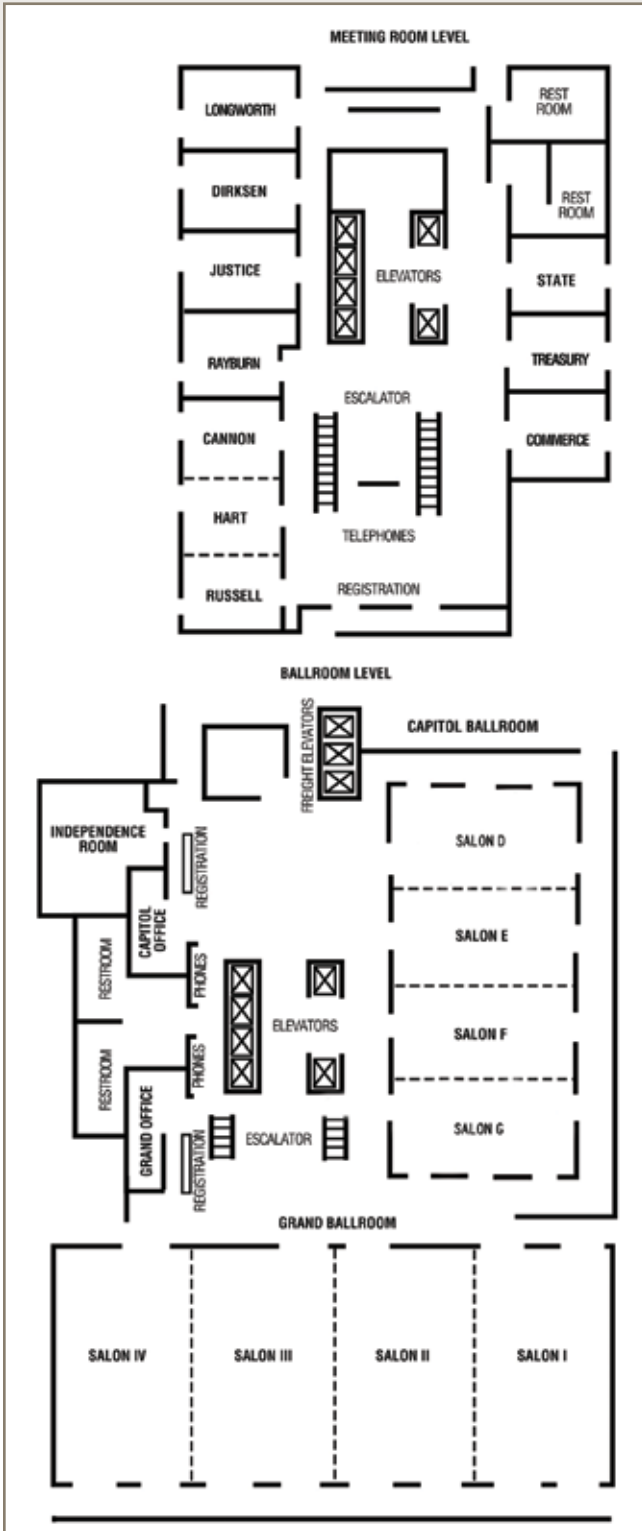 MEETING ROOM LEVEL
LONGWORTH
REST
ROOM
DIRKSEN
REST
ROOM
JUSTICE
ELEVATORS
STATE
RAYBURN
TREASURY
ESCALATOR
CANNON
COMMERCE
HART
TELEPHONES
RUSSELL
REGISTRATION
BALLROOM LEVEL
FREIGHT ELEVATORS
CAPITOL BALLROOM
INDEPENDENCE
ROOM
REGISTRATION
SALON D
CAPITOL
OFFICE
RESTROOM
PHONES
SALON E
ELEVATORS
SALON F
RESTROOM
PHONES
GRAND OFFICE
REGISTRATION
ESCALATOR
SALON G
GRAND BALLROOM
SALON IV
SALON III
SALON II
SALON I